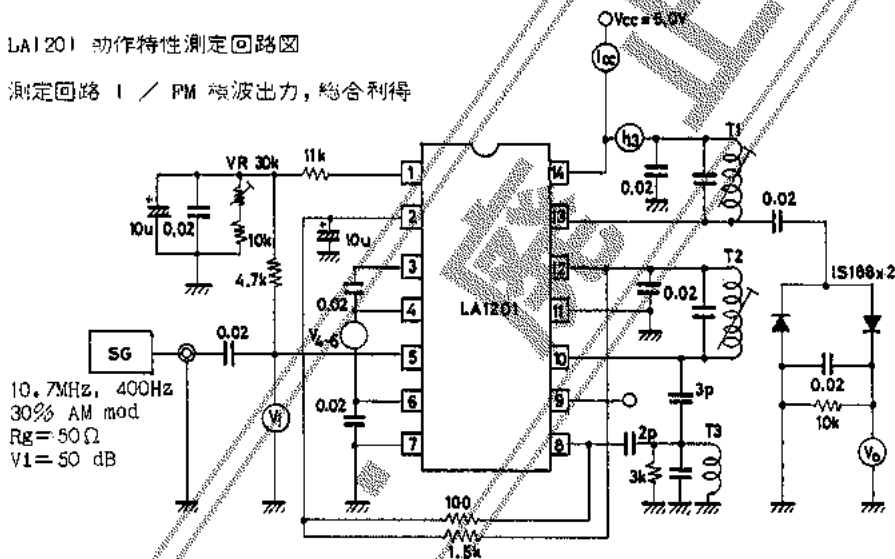 LA1201 動作特性測定回路図
測定回路 1 / FM 検波出力,総合利得
Vcc=6.0V
Icc
I13
T1
VR 30k
11k
1
14
0.02
0.02
10u
0.02
10k
2
13
10u
T2
1S188x2
4.7k
3
12
0.02
0.02
LA1201
4
11
V4-6
0.02
SG
0.02
5
10
0.02
10k
10.7MHz, 400Hz
30% AM mod
Rg=50Ω
Vi=50 dB
Vi
0.02
6
9
3p
7
8
2p
T3
3k
Vo
100
1.5k